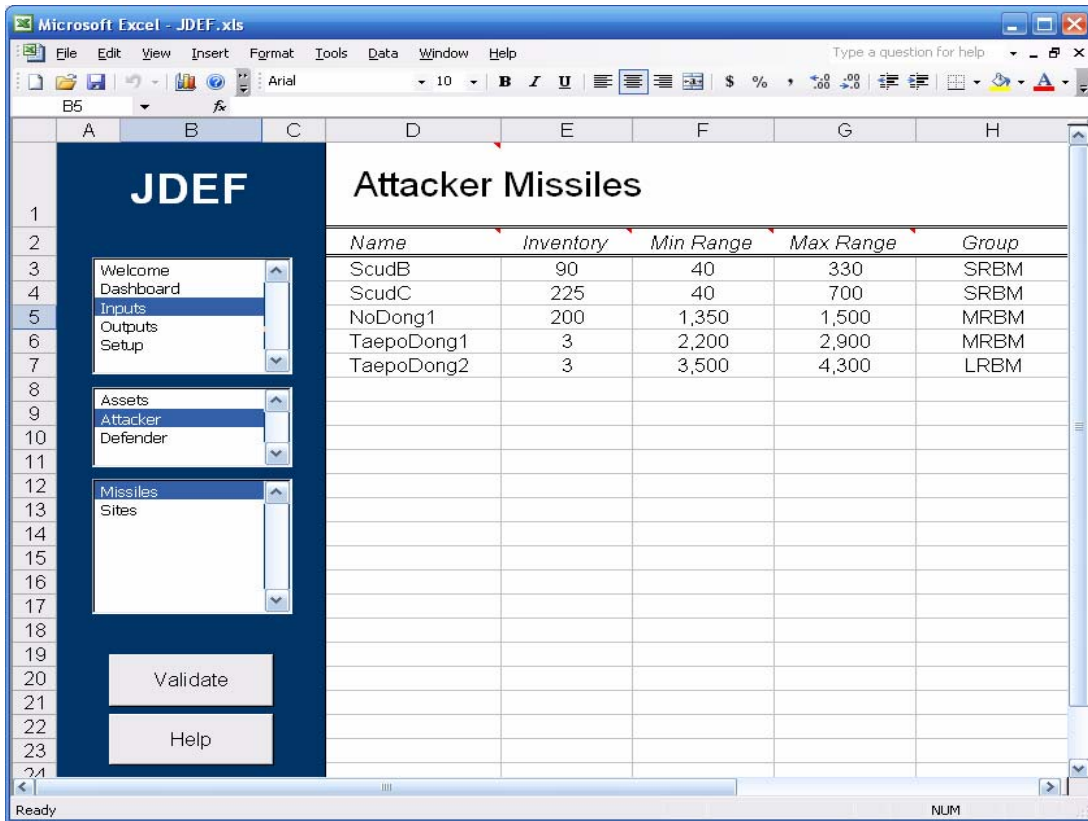 Microsoft Excel - JDEF.xls
File Edit View Insert Format Tools Data Window Help Type a question for help
Arial 10 B I U $ % ,
B5 fx
A B C D E F G H
JDEF
1 Attacker Missiles
2 Name Inventory Min Range Max Range Group
3 ScudB 90 40 330 SRBM
4 ScudC 225 40 700 SRBM
5 NoDong1 200 1,350 1,500 MRBM
6 TaepoDong1 3 2,200 2,900 MRBM
7 TaepoDong2 3 3,500 4,300 LRBM
Welcome
Dashboard
Inputs
Outputs
Setup
8
9
10
11
Assets
Attacker
Defender
12
13
14
15
16
17
Missiles
Sites
18
19
20
21
Validate
22
23
24
Help
Ready NUM